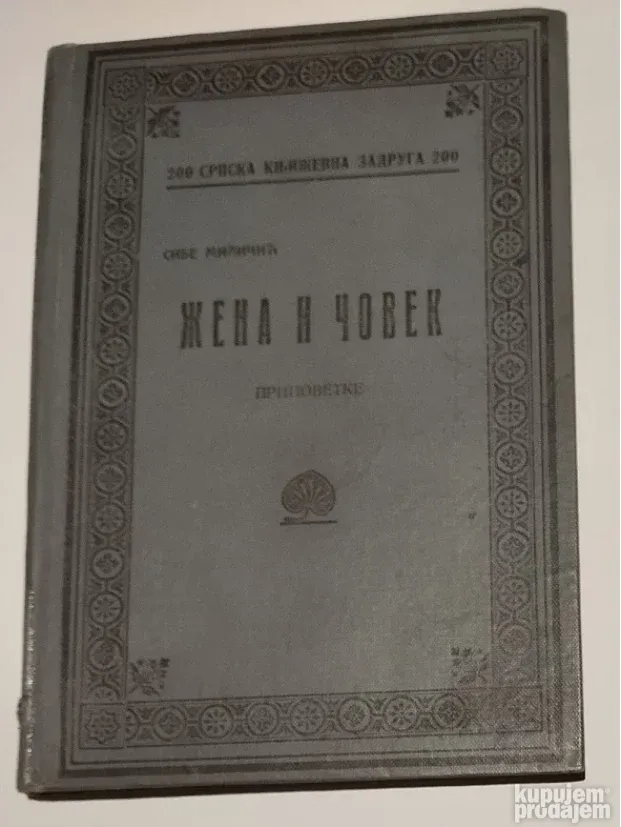 200 СРПСКА КЊИЖЕВНА ЗАДРУГА 200
СИБЕ МИЛИЧИЋ
ЖЕНА И ЧОВЕК
ПРИПОВЕТКЕ
kupujem
prodajem